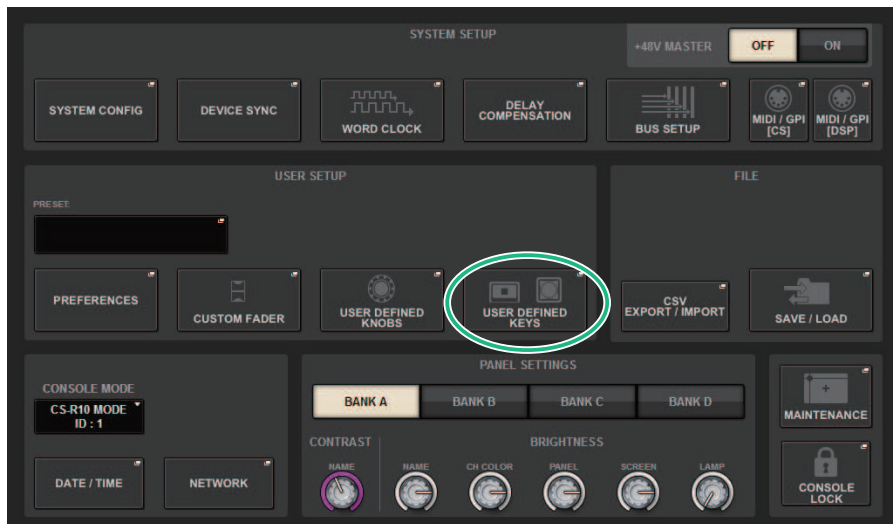 SYSTEM SETUP
+48V MASTER
OFF
ON
SYSTEM CONFIG
DEVICE SYNC
WORD CLOCK
DELAY
COMPENSATION
BUS SETUP
MIDI / GPI
[CS]
MIDI / GPI
[DSP]
USER SETUP
PRESET
PREFERENCES
CUSTOM FADER
USER DEFINED
KNOBS
USER DEFINED
KEYS
FILE
CSV
EXPORT / IMPORT
SAVE / LOAD
CONSOLE MODE
CS-R10 MODE
ID : 1
DATE / TIME
NETWORK
PANEL SETTINGS
BANK A
BANK B
BANK C
BANK D
CONTRAST
BRIGHTNESS
NAME
NAME
CH COLOR
PANEL
SCREEN
LAMP
MAINTENANCE
CONSOLE
LOCK